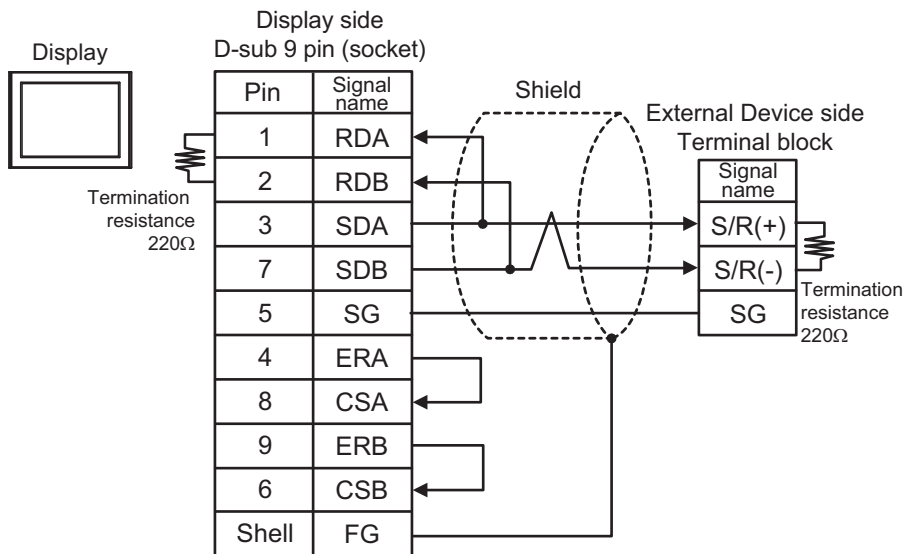 Display side
D-sub 9 pin (socket)
Display
Pin Signal name
1 RDA
2 RDB
3 SDA
7 SDB
5 SG
4 ERA
8 CSA
9 ERB
6 CSB
Shell FG
Termination
resistance
220Ω
Shield
External Device side
Terminal block
Signal
name
S/R(+)
S/R(-)
SG
Termination
resistance
220Ω